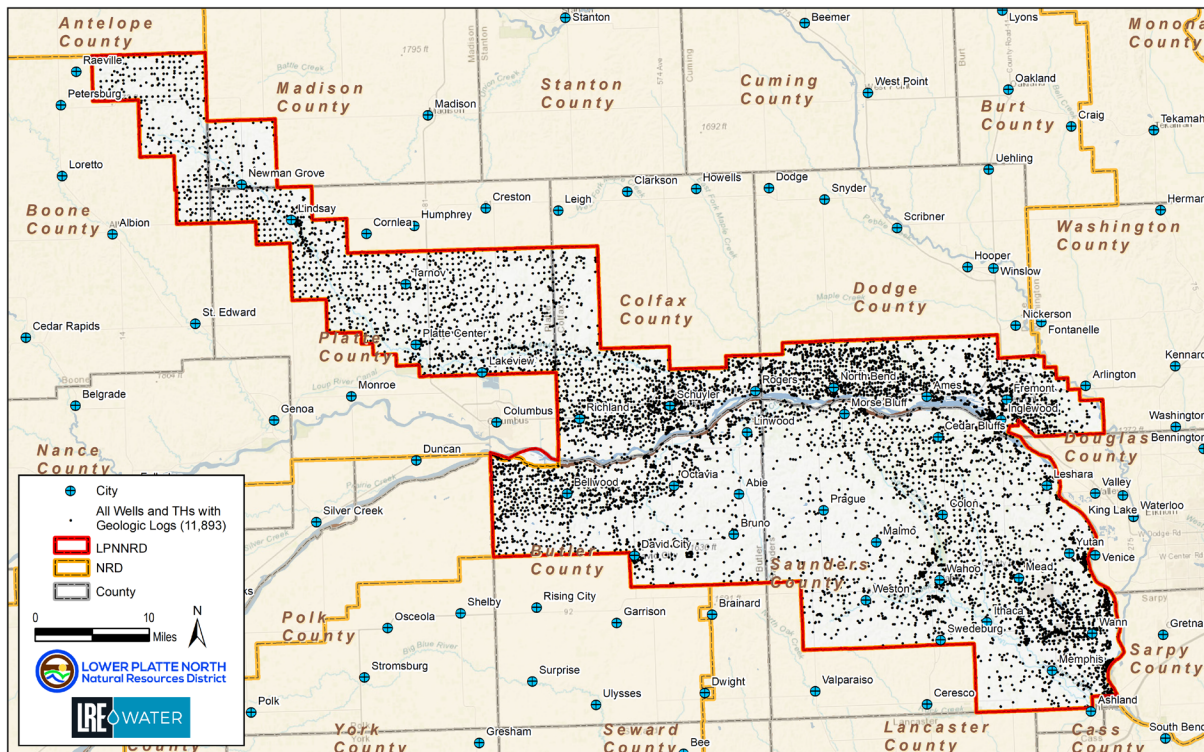 Antelope
County
Stanton
Beemer
Lyons
Raeville
Petersburg
Madison
County
Madison
Stanton
County
Cuming
County
West Point
Oakland
Burt
County
Craig
Tekamah
Loretto
Newman Grove
Lindsay
Creston
Leigh
Clarkson
Howells
Dodge
Snyder
Uehling
Boone
County
Albion
Cornlea
Humphrey
Scribner
Washington
County
Hooper
Winslow
Tarnov
Colfax
County
Dodge
County
Cedar Rapids
St. Edward
Platte
County
Platte Center
Lakeview
Nickerson
Fontanelle
Belgrade
Genoa
Monroe
Loup River Canal
Columbus
Richland
Schuyler
Rogers
North Bend
Morse Bluff
Ames
Fremont
Inglewood
Arlington
Linwood
Cedar Bluffs
Nance
County
Duncan
Douglas
County
Silver Creek
Bellwood
Octavia
Abie
Prague
Colon
Leshara
Valley
King Lake
Waterloo
Bruno
Malmo
David City
Butler
County
Saunders
County
Yutan
Venice
Wahoo
Mead
Weston
Ithaca
Wann
Swedeburg
Memphis
Sarpy
County
Polk
County
Osceola
Shelby
Rising City
Garrison
Brainard
Stromsburg
Big Blue River
Surprise
Ulysses
Dwight
Valparaiso
Ceresco
Ashland
Polk
York
County
Gresham
Seward
County
Bee
Lancaster
County
Cass
County
South Bend
City
All Wells and THs with
Geologic Logs (11,893)
LPNNRD
NRD
County
0 10
Miles
N
LOWER PLATTE NORTH
Natural Resources District
LRE WATER